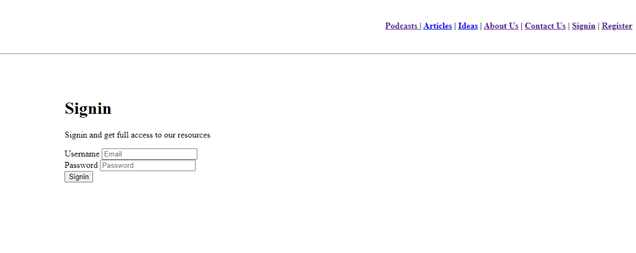 Podcasts | Articles | Ideas | About Us | Contact Us | Signin | Register
Signin
Signin and get full access to our resources
Username Email
Password Password
Signin